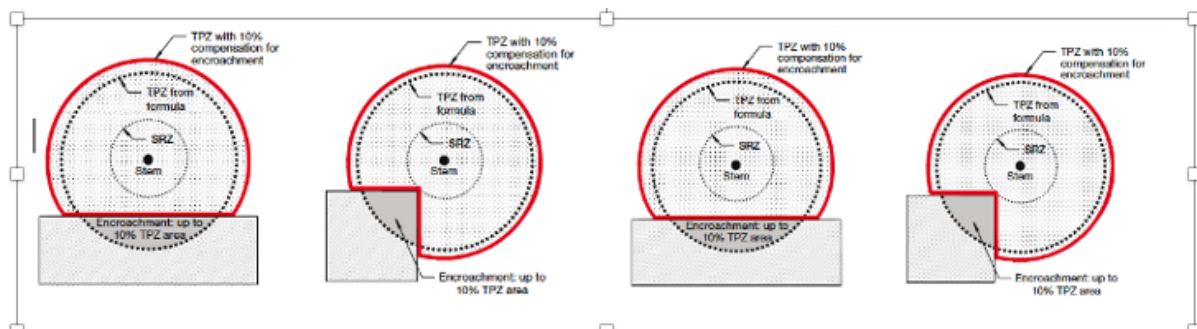 TPZ with 10%
compensation for
encroachment
TPZ from
formula
SRZ
Stem
Encroachment: up to
10% TPZ area
TPZ with 10%
compensation for
encroachment
TPZ from
formula
SRZ
Stem
Encroachment: up to
10% TPZ area
TPZ with 10%
compensation for
encroachment
TPZ from
formula
SRZ
Stem
Encroachment: up to
10% TPZ area
TPZ with 10%
compensation for
encroachment
TPZ from
formula
SRZ
Stem
Encroachment: up to
10% TPZ area